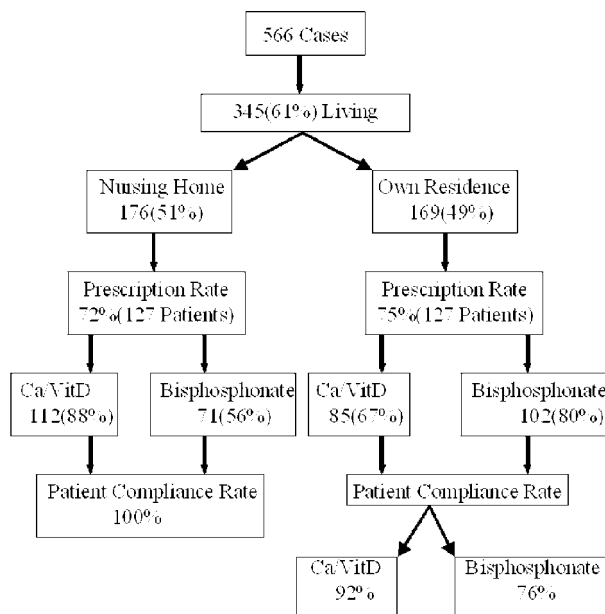 566 Cases
345(61%) Living
Nursing Home
176(51%)
Own Residence
169(49%)
Prescription Rate
72%(127 Patients)
Prescription Rate
75%(127 Patients)
Ca/VitD
112(88%)
Bisphosphonate
71(56%)
Ca/VitD
85(67%)
Bisphosphonate
102(80%)
Patient Compliance Rate
100%
Patient Compliance Rate
Ca/VitD
92%
Bisphosphonate
76%